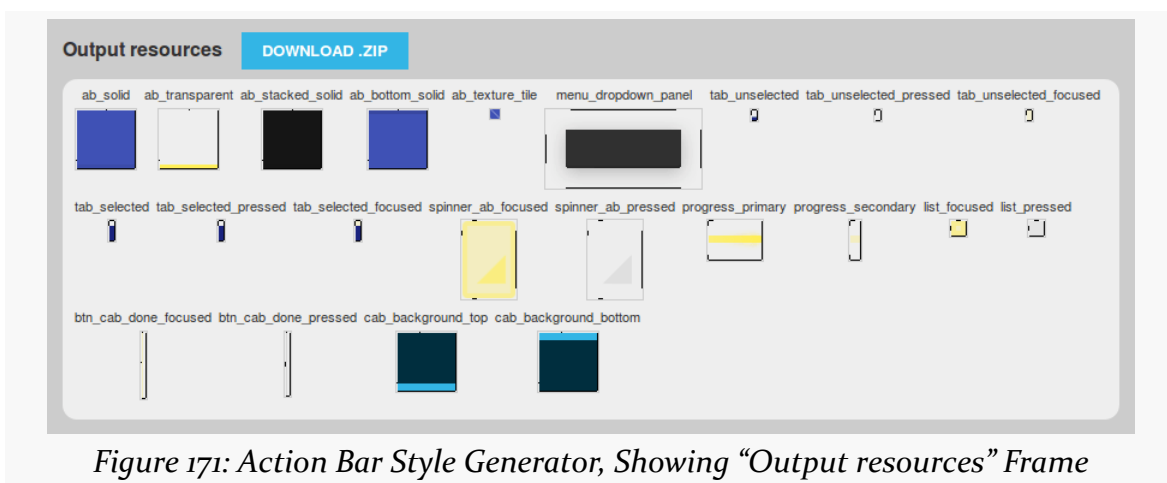 Output resources DOWNLOAD .ZIP
ab_solid ab_transparent ab_stacked_solid ab_bottom_solid ab_texture_tile menu_dropdown_panel tab_unselected tab_unselected_pressed tab_unselected_focused
tab_selected tab_selected_pressed tab_selected_focused spinner_ab_focused spinner_ab_pressed progress_primary progress_secondary list_focused list_pressed
btn_cab_done_focused btn_cab_done_pressed cab_background_top cab_background_bottom
Figure 171: Action Bar Style Generator, Showing “Output resources” Frame